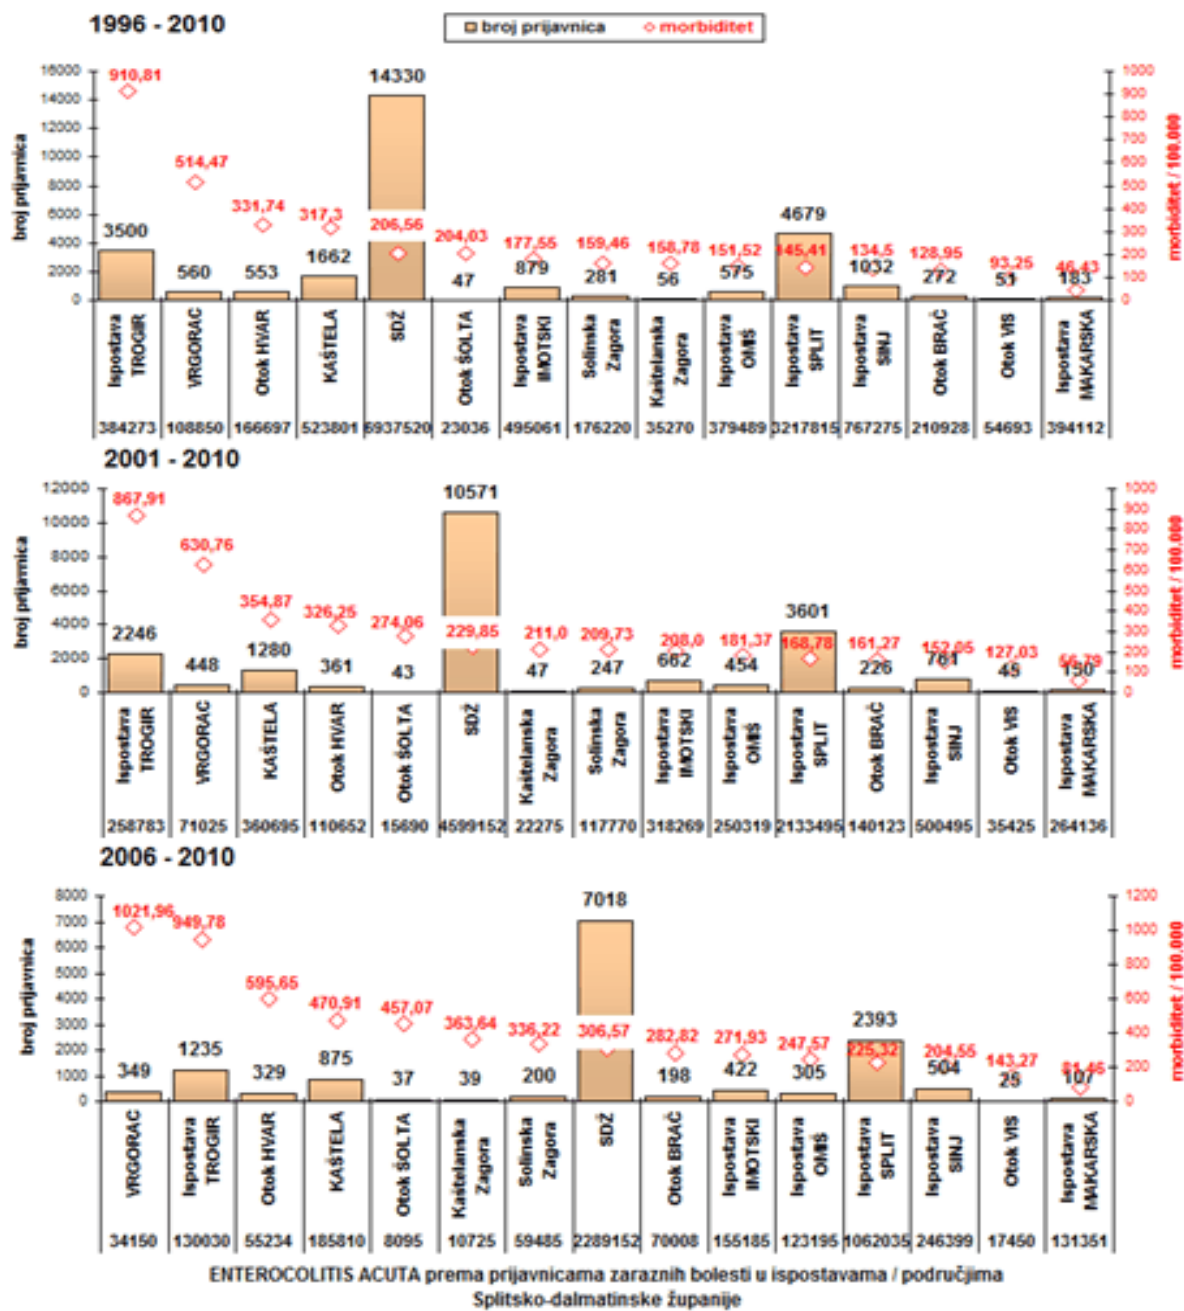 1996 - 2010
broj prijavnica morbiditet
16000 14000 12000 10000 8000 6000 4000 2000 0
broj prijavnica
1000 900 800 700 600 500 400 300 200 100 0
morbiditet / 100.000
910,81 514,47 331,74 317,3 206,56 204,03 177,55 159,46 158,78 151,52 145,41 134,5 128,95 93,25 46,43
3500 560 553 1662 14330 47 879 281 56 575 4679 1032 272 51 183
Ispostava TROGIR
VRGORAC
Otok HVAR
KAŠTELA
SDŽ
Otok ŠOLTA
Ispostava IMOTSKI
Solinska Zagora
Kaštelanska Zagora
Ispostava OMIŠ
Ispostava SPLIT
Ispostava SINJ
Otok BRAČ
Otok VIS
Ispostava MAKARSKA
384273 108850 166697 523801 6937520 23036 495061 176220 35270 379489 3217815 767275 210928 54693 394112
2001 - 2010
12000 10000 8000 6000 4000 2000 0
broj prijavnica
1000 900 800 700 600 500 400 300 200 100 0
morbiditet / 100.000
867,91 630,76 354,87 326,25 274,06 229,85 211,0 209,73 208,0 181,37 168,78 161,27 152,05 127,03 56,79
2246 448 1280 361 43 10571 47 247 662 454 3601 226 761 45 150
Ispostava TROGIR
VRGORAC
KAŠTELA
Otok HVAR
Otok ŠOLTA
SDŽ
Kaštelanska Zagora
Solinska Zagora
Ispostava IMOTSKI
Ispostava OMIŠ
Ispostava SPLIT
Otok BRAČ
Ispostava SINJ
Otok VIS
Ispostava MAKARSKA
258783 71025 360695 110652 15690 4599152 22275 117770 318269 250319 2133495 140123 500495 35425 264136
2006 - 2010
8000 7000 6000 5000 4000 3000 2000 1000 0
broj prijavnica
1200 1000 800 600 400 200 0
morbiditet / 100.000
1021,96 949,78 595,65 470,91 457,07 363,64 336,22 306,57 282,82 271,93 247,57 225,32 204,55 143,27 81,46
349 1235 329 875 37 39 200 7018 198 422 305 2393 504 25 107
VRGORAC
Ispostava TROGIR
Otok HVAR
KAŠTELA
Otok ŠOLTA
Kaštelanska Zagora
Solinska Zagora
SDŽ
Otok BRAČ
Ispostava IMOTSKI
Ispostava OMIŠ
Ispostava SPLIT
Ispostava SINJ
Otok VIS
Ispostava MAKARSKA
34150 130030 55234 185810 8095 10725 59485 2289152 70008 155185 123195 1062035 246399 17450 131351
ENTEROCOLITIS ACUTA prema prijavnicama zaraznih bolesti u ispostavama / područjima
Splitsko-dalmatinske županije